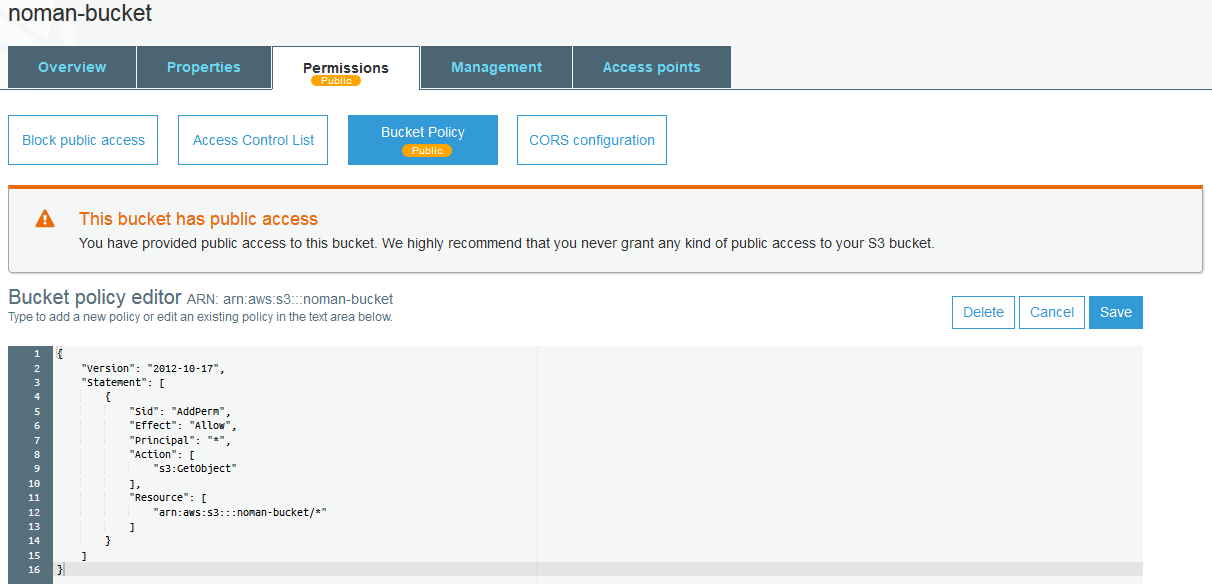 noman-bucket
Overview Properties Permissions Management Access points
Public
Block public access Access Control List Bucket Policy CORS configuration
Public
This bucket has public access
You have provided public access to this bucket. We highly recommend that you never grant any kind of public access to your S3 bucket.
Bucket policy editor ARN: arn:aws:s3:::noman-bucket
Type to add a new policy or edit an existing policy in the text area below.
Delete Cancel Save
1 {
2 "Version": "2012-10-17",
3 "Statement": [
4 {
5 "Sid": "AddPerm",
6 "Effect": "Allow",
7 "Principal": "*",
8 "Action": [
9 "s3:GetObject"
10 ],
11 "Resource": [
12 "arn:aws:s3:::noman-bucket/*"
13 ]
14 }
15 ]
16 }